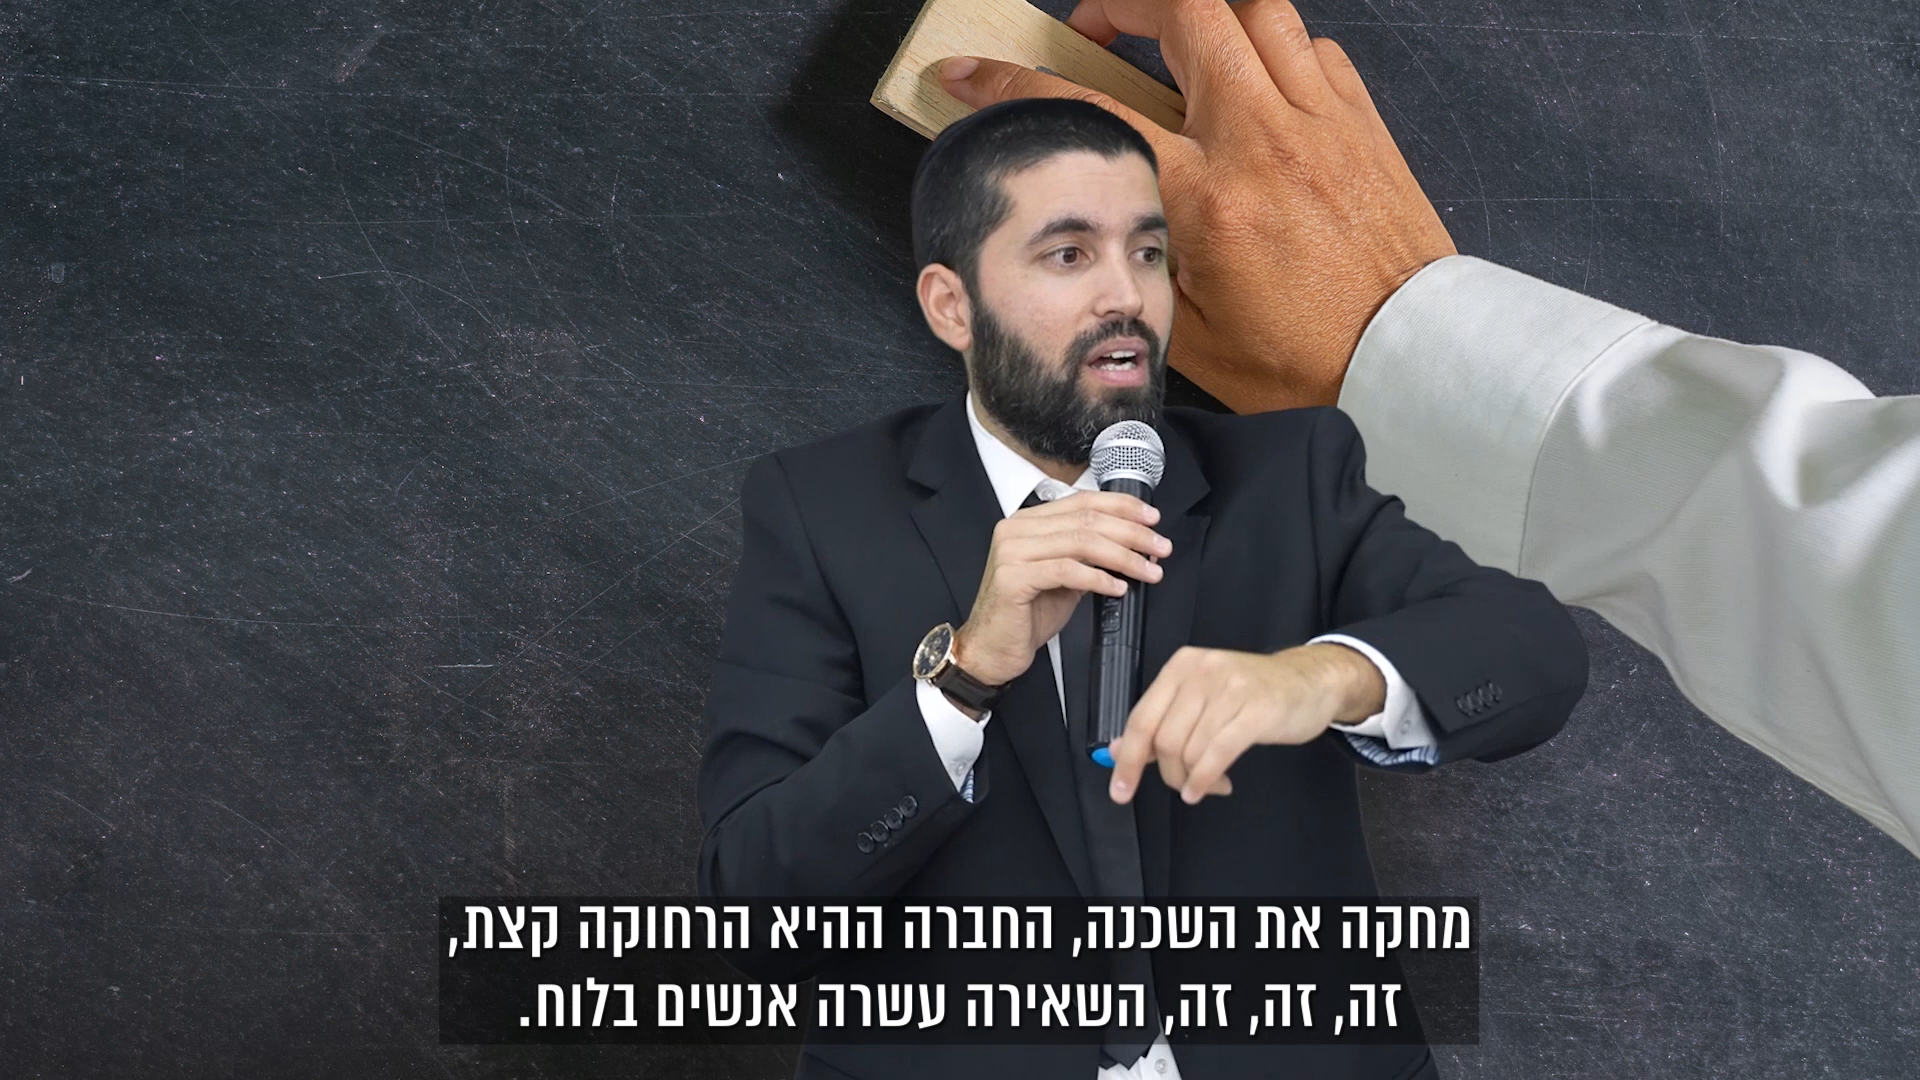 מחקה את השכנה, החברה ההיא הרחוקה קצת,
זה, זה, זה, השאירה עשרה אנשים בלוח.